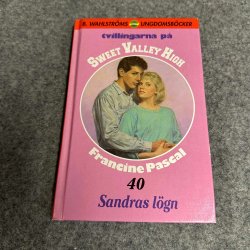 B. WAHLSTRÖMS UNGDOMSBÖCKER
tvillingarna på
SWEET VALLEY HIGH
Francine Pascal
40
Sandras lögn